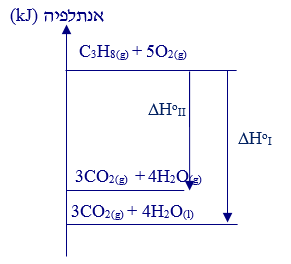 אנתלפיה (kJ)
C₃H₈₍g₎ + 5O₂₍g₎
ΔH°II
ΔH°I
3CO₂₍g₎ + 4H₂O₍g₎
3CO₂₍g₎ + 4H₂O₍l₎